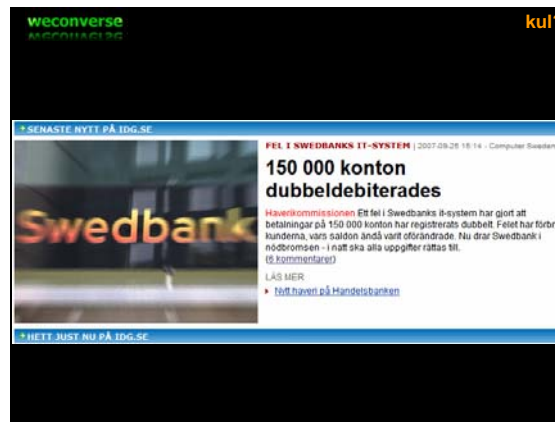 weconverse
SENASTE NYTT PÅ IDG.SE
FEL I SWEDBANKS IT-SYSTEM | 2007-09-25 16:14 - Computer Sweden
150 000 konton
dubbeldebiterades
Swedbank
Haverikommissionen Ett fel i Swedbanks it-system har gjort att
betalningar på 150 000 konton har registrerats dubbelt. Felet har förbr
kunderna, vars saldon ändå varit oförändrade. Nu drar Swedbank i
nödbromsen - i natt ska alla uppgifter rättas till.
(6 kommentarer)
LÄS MER:
Nytt haveri på Handelsbanken
HETT JUST NU PÅ IDG.SE